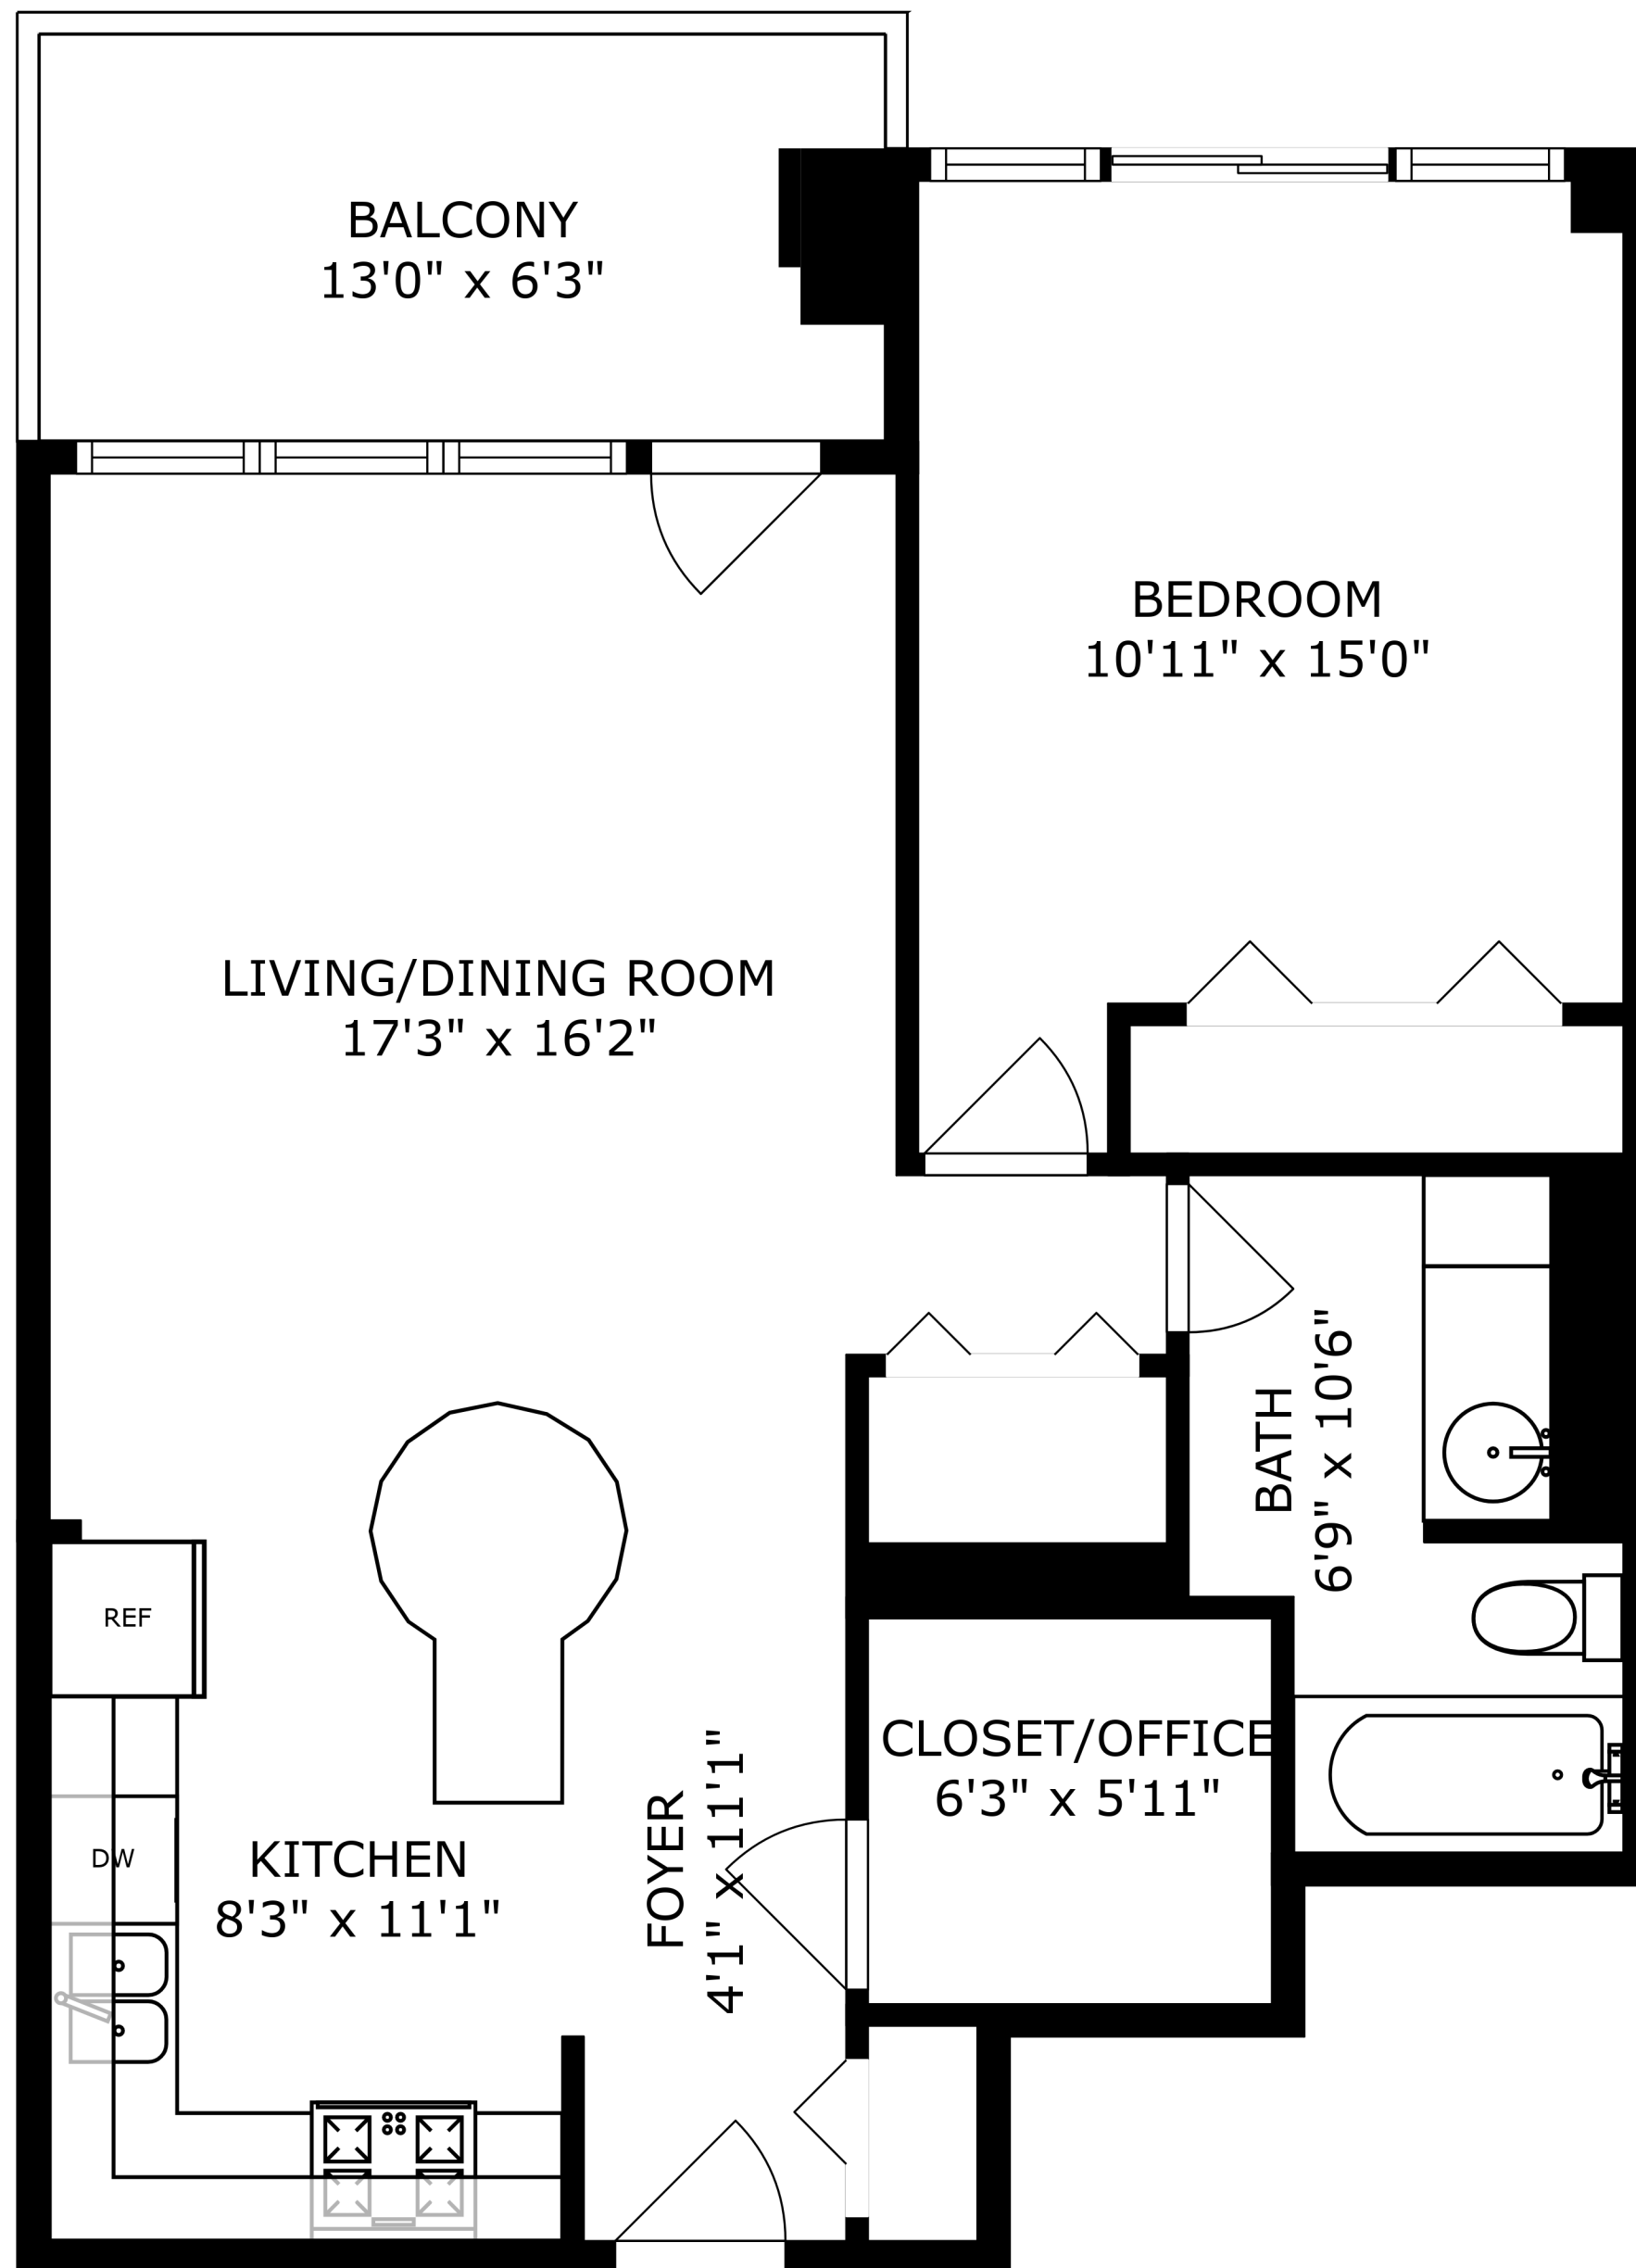 BALCONY
13'0" x 6'3"
BEDROOM
10'11" x 15'0"
LIVING/DINING ROOM
17'3" x 16'2"
BATH
6'9" x 10'6"
REF
CLOSET/OFFICE
6'3" x 5'11"
DW
KITCHEN
8'3" x 11'1"
FOYER
4'1" x 11'1"